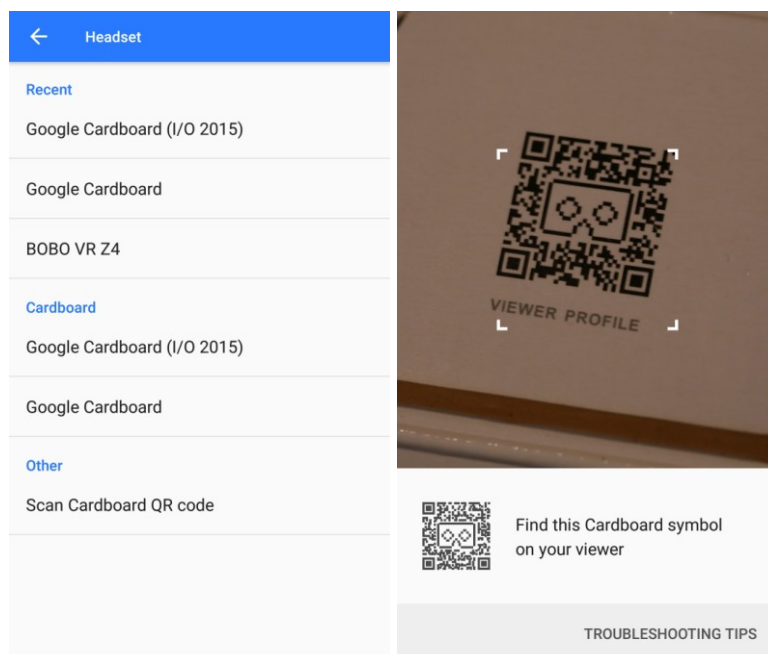 Headset
Recent
Google Cardboard (I/O 2015)
Google Cardboard
BOBO VR Z4
Cardboard
Google Cardboard (I/O 2015)
Google Cardboard
Other
Scan Cardboard QR code
VIEWER PROFILE
Find this Cardboard symbol
on your viewer
TROUBLESHOOTING TIPS